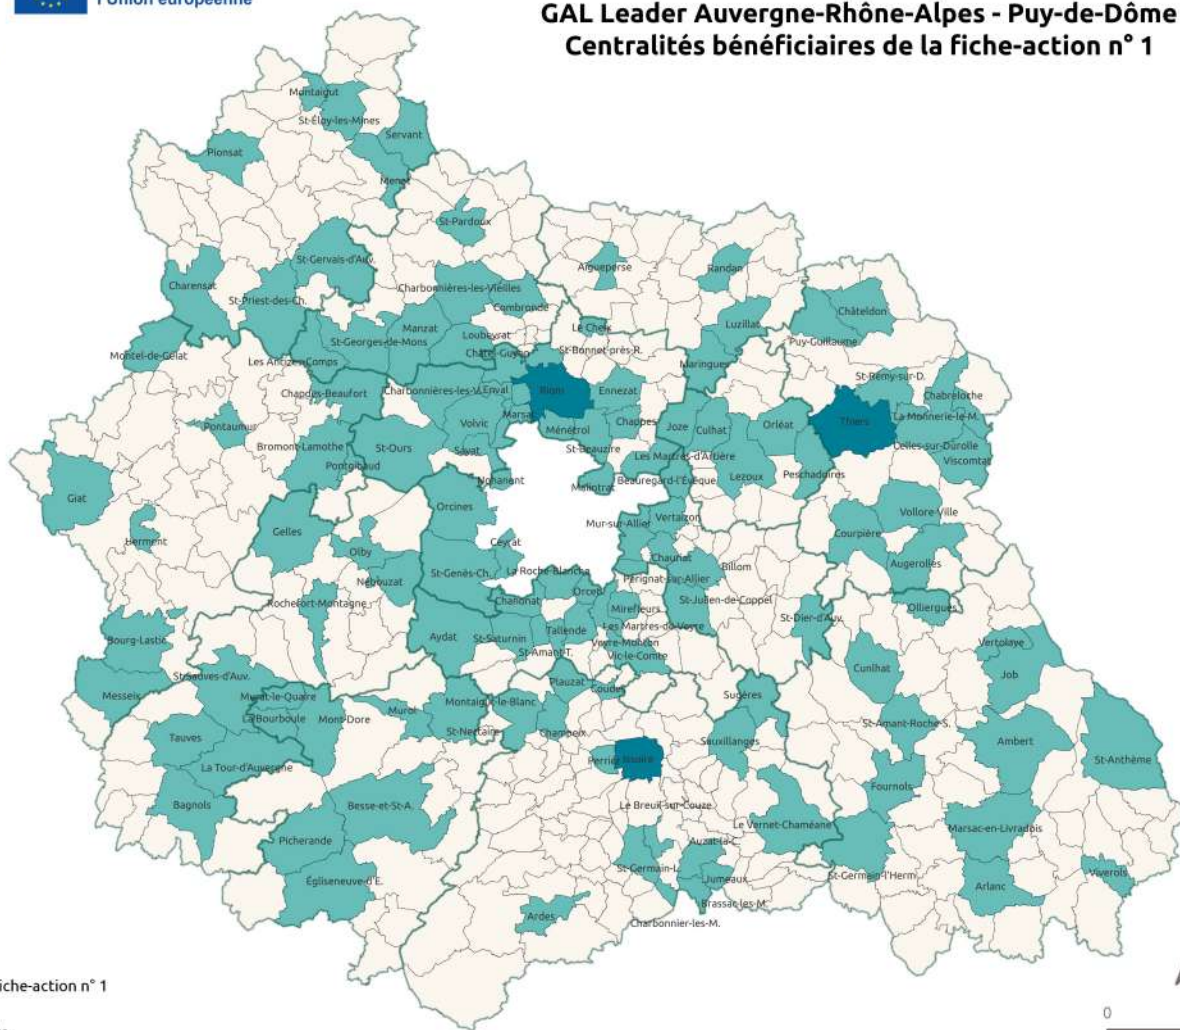 l'Union européenne
GAL Leader Auvergne-Rhône-Alpes - Puy-de-Dôme
Centralités bénéficiaires de la fiche-action n° 1
Montaigut
St-Éloy-les-Mines
Servant
Pionsat
Menat
St-Pardoux
St-Gervais-d'Auv.
Aigueperse
Randan
Charensat
St-Priest-des-Ch.
Charbonnières-les-Vieilles
Combronde
Châteldon
Luzillat
Le Cheix
Manzat
Loubeyrat
St-Georges-de-Mons
Puy-Guillaume
Châtel-Guyon
St-Bonnet-près-R.
Montel-de-Gelat
Les Ancizes-Comps
Maringues
St-Rémy-sur-D.
Chapdes-Beaufort
Charbonnières-les-V.
Enval
Riom
Ennezat
Chabreloche
Marsat
La Monnerie-le-M.
Pontaumur
Volvic
Ménétrol
Chappes
Joze
Culhat
Orléat
Thiers
Bromont-Lamothe
St-Ours
Sayat
St-Beauzire
Celles-sur-Durolle
Les Martres-d'Artière
Viscomtat
Pontgibaud
Nohanent
Malintrat
Beauregard-l'Évêque
Lezoux
Peschadoires
Giat
Orcines
Vollore-Ville
Mur-sur-Allier
Vertaizon
Gelles
Courpière
Herment
Olby
Ceyrat
Chauriat
Augerolles
St-Genès-Ch.
La Roche-Blanche
Billom
Nébouzat
Pérignat-sur-Allier
Orcet
Rochefort-Montagne
Chanonat
Mirefleurs
St-Julien-de-Coppel
Olliergues
St-Dier-d'Auv.
Bourg-Lastic
Aydat
St-Saturnin
Tallende
Les Martres-de-Veyre
Veyre-Monton
Vertolaye
St-Amant-T.
Vic-le-Comte
Cunlhat
Job
St-Sauves-d'Auv.
Plauzat
Coudes
Messeix
Murat-le-Quaire
Montaigut-le-Blanc
Sugères
Murol
La Bourboule
Mont-Dore
St-Amant-Roche-S.
St-Nectaire
Champeix
Tauves
Sauxillanges
Ambert
Perrier
Issoire
St-Anthème
La Tour-d'Auvergne
Fournols
Bagnols
Besse-et-St-A.
Le Breuil-sur-Couze
Le Vernet-Chaméane
Marsac-en-Livradois
Picherande
Auzat-la-C.
St-Germain-L.
St-Germain-l'Herm
Viverols
Égliseneuve-d'E.
Jumeaux
Arlanc
Brassac-les-M.
Ardes
Charbonnier-les-M.
fiche-action n° 1
0